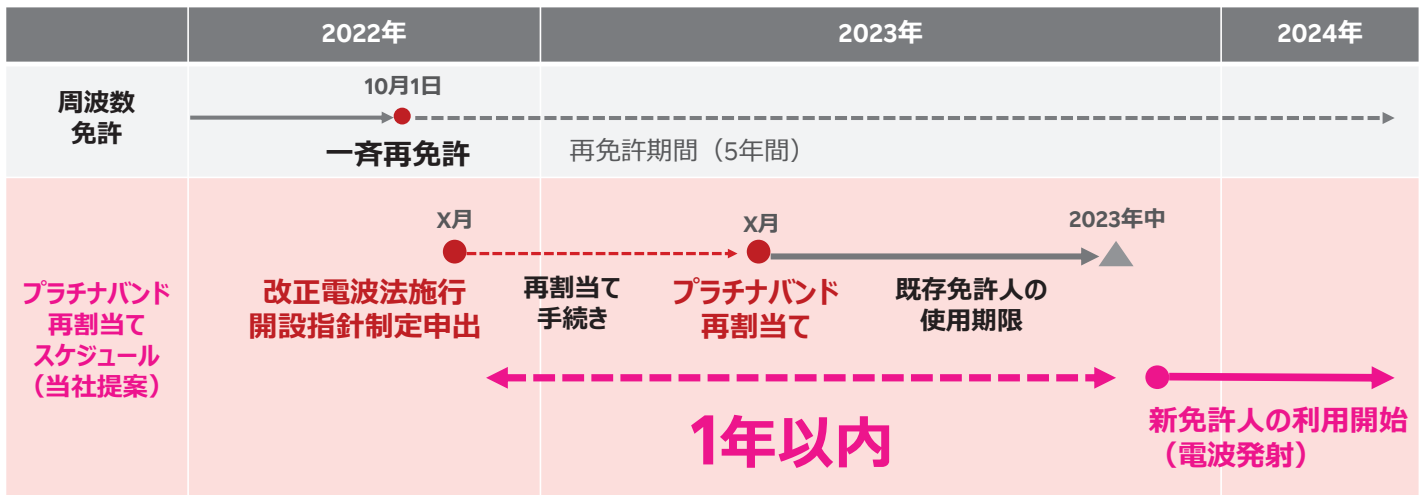 2022年
2023年
2024年
周波数
免許
10月1日
一斉再免許
再免許期間（5年間）
プラチナバンド
再割当て
スケジュール
（当社提案）
X月
改正電波法施行
開設指針制定申出
再割当て
手続き
X月
プラチナバンド
再割当て
既存免許人の
使用期限
2023年中
1年以内
新免許人の利用開始
（電波発射）